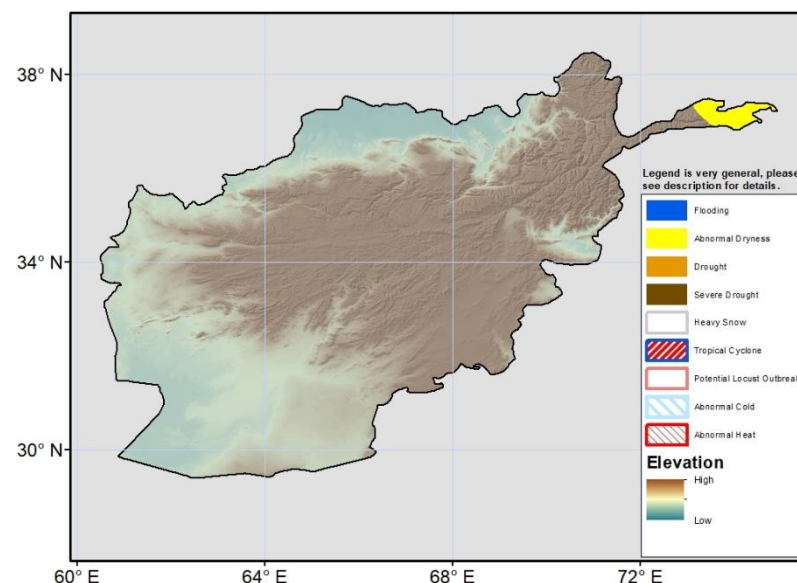 38° N
34° N
30° N
60° E
64° E
68° E
72° E
Legend is very general, please
see description for details.
Flooding
Abnormal Dryness
Drought
Severe Drought
Heavy Snow
Tropical Cyclone
Potential Locust Outbreak
Abnormal Cold
Abnormal Heat
Elevation
High
Low